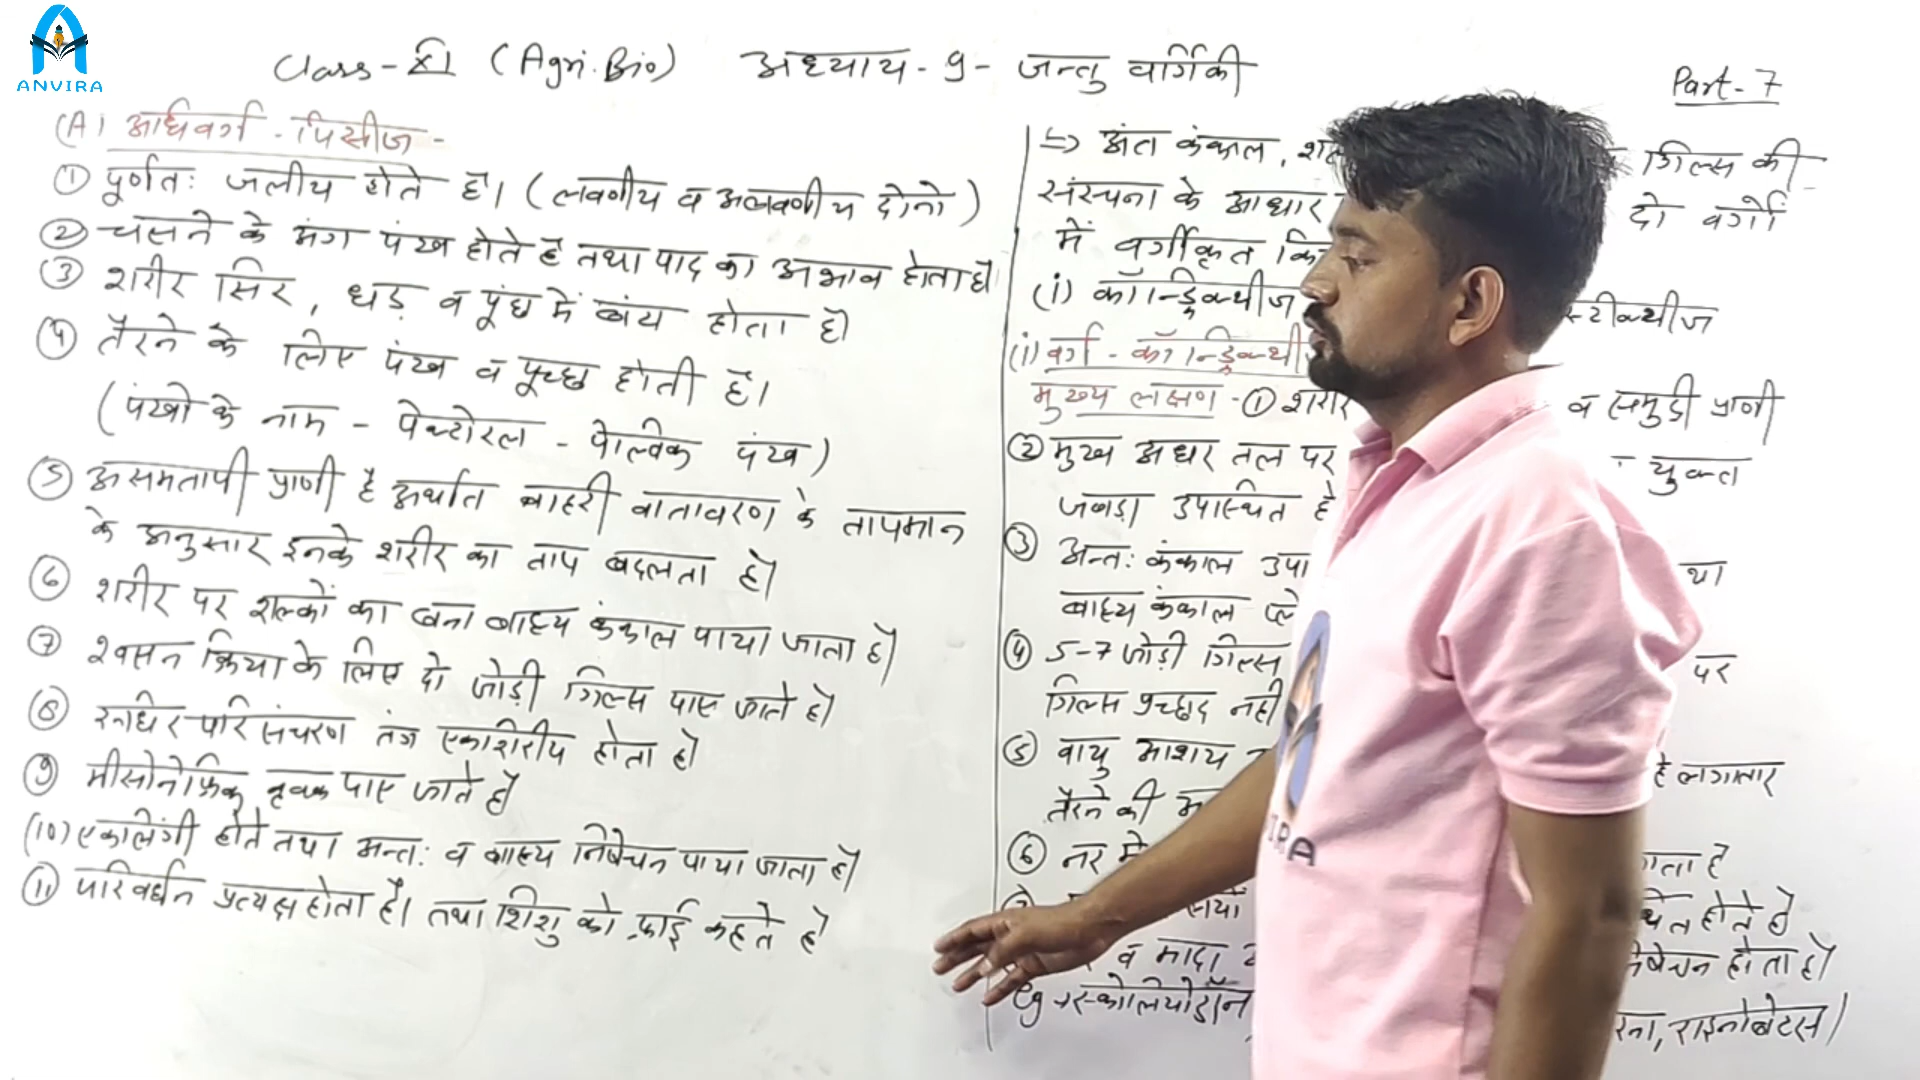 ANVIRA
Class - XI (Agri. Bio) अध्याय - 9 - जन्तु वर्गिकी
Part - 7
(A) अधिवर्ग - पिसीज -
① पूर्णतः जलीय होते है। (लवणीय व अलवणीय दोनो)
② चलने के अंग पंख होते है तथा पाद का अभाव होता है।
③ शरीर सिर, धड़ व पूंछ में बंटा होता है।
④ तैरने के लिए पंख व पूच्छ होती है।
(पंखो के नाम - पेक्टोरल - पेल्विक पंख)
⑤ असमतापी प्राणी है अर्थात बाहरी वातावरण के तापमान
के अनुसार इनके शरीर का ताप बदलता है।
⑥ शरीर पर शल्कों का बना बाह्य कंकाल पाया जाता है।
⑦ श्वसन क्रिया के लिए दो जोड़ी गिल्स पाए जाते है।
⑧ रूधिर परिसंचरण तंत्र एकाशिरीय होता है।
⑨ मीसोनेफ्रिक वृक्क पाए जाते है।
(10) एकलिंगी होते तथा अन्तः व बाह्य निषेचन पाया जाता है।
⑪ परिवर्धन प्रत्यक्ष होता है। तथा शिशु को फ्राई कहते है।
=> अंत कंकाल, गिल्स की
संरचना के आधार दो वर्गो
में वर्गीकृत
(i) कॉन्ड्रिक्थीज
(i) वर्ग - कॉन्ड्रिक्थी
मुख्य लक्षण - ① शरीर व समुद्री प्राणी
② मुख अधर तल पर युक्त
जबड़ा उपस्थित है
③ अन्तः कंकाल था
बाह्य कंकाल
④ 5-7 जोड़ी गिल्स पर
गिल्स प्रच्छद नही
⑤ वायु आशय है लगातार
तैरने की
⑥ नर मे है
होते है
व मादा निषेचन होता है।
eg → स्कोलियोडॉन राइनोबेटस।
IRA